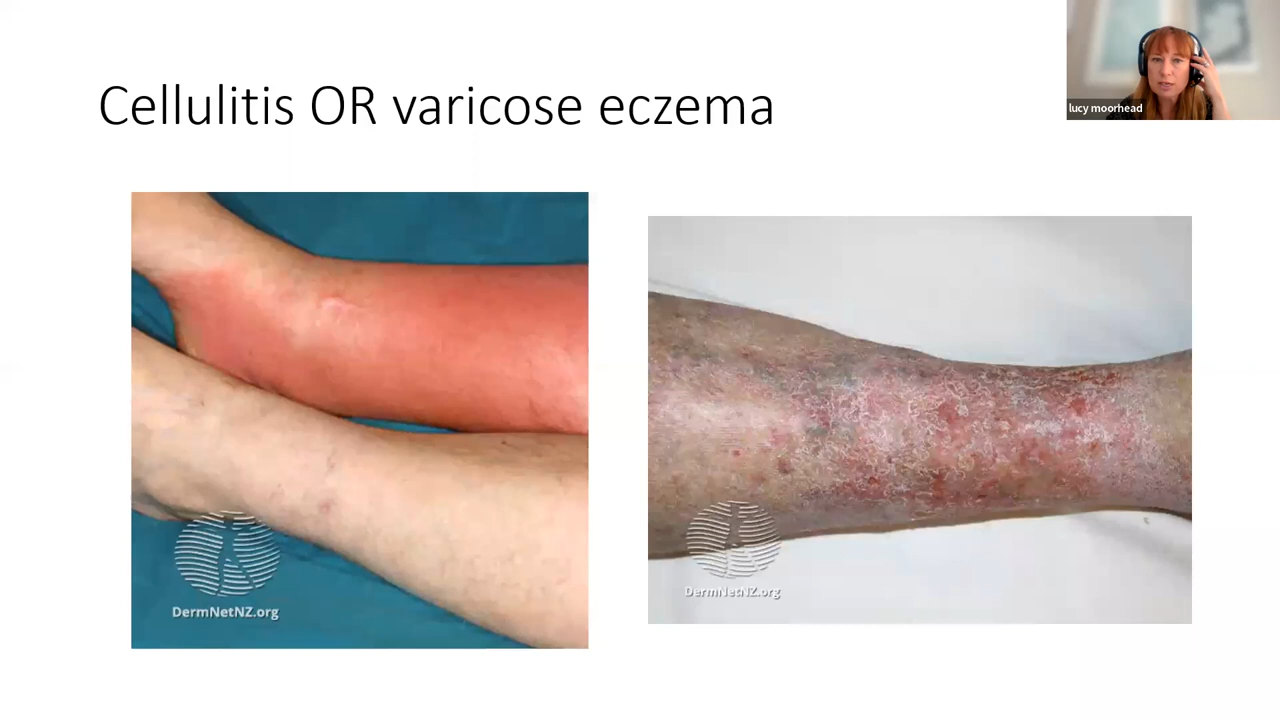 Cellulitis OR varicose eczema
lucy moorhead
DermNetNZ.org
DermNetNZ.org